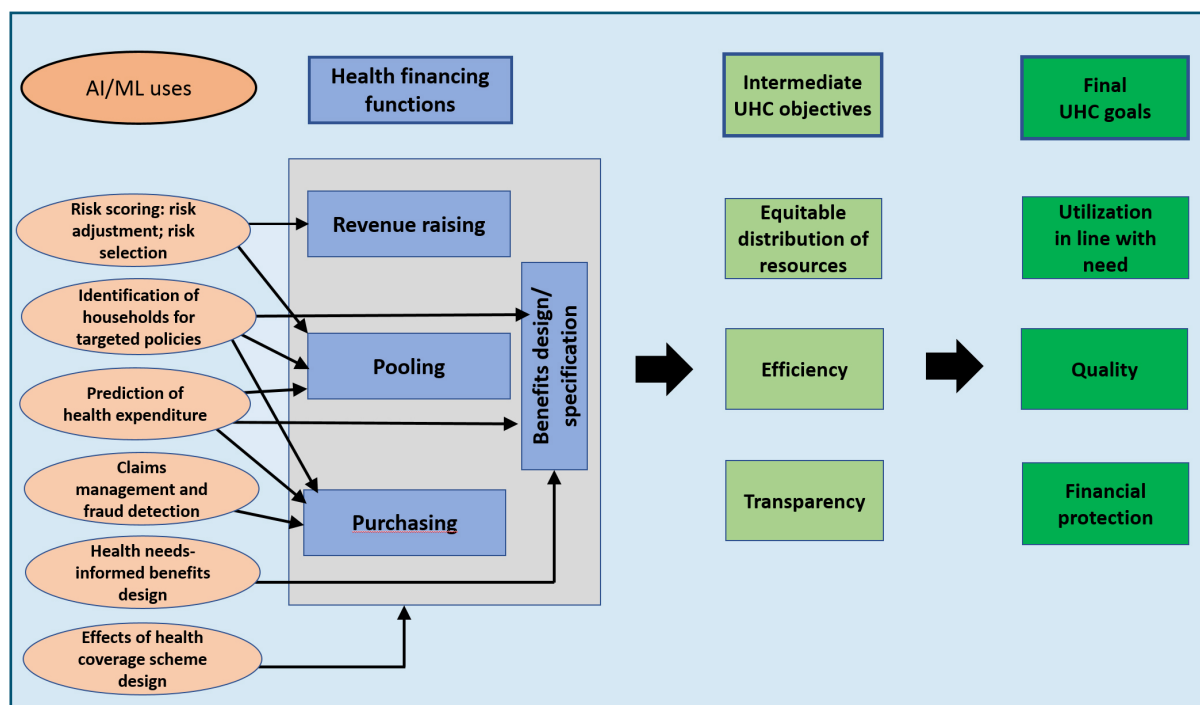 AI/ML uses
Health financing
functions
Intermediate
UHC objectives
Final
UHC goals
Risk scoring: risk
adjustment; risk
selection
Identification of
households for
targeted policies
Prediction of
health expenditure
Claims
management and
fraud detection
Health needs-
informed benefits
design
Effects of health
coverage scheme
design
Revenue raising
Pooling
Purchasing
Benefits design/
specification
Equitable
distribution of
resources
Efficiency
Transparency
Utilization
in line with
need
Quality
Financial
protection